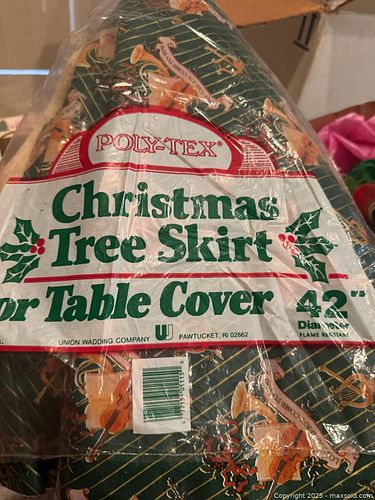 POLY-TEX®
Christmas
Tree Skirt
or Table Cover 42"
Diameter
FLAME RESISTANT
UNION WADDING COMPANY UJ PAWTUCKET, RI 02862
Copyright 2025 - maxsold.com